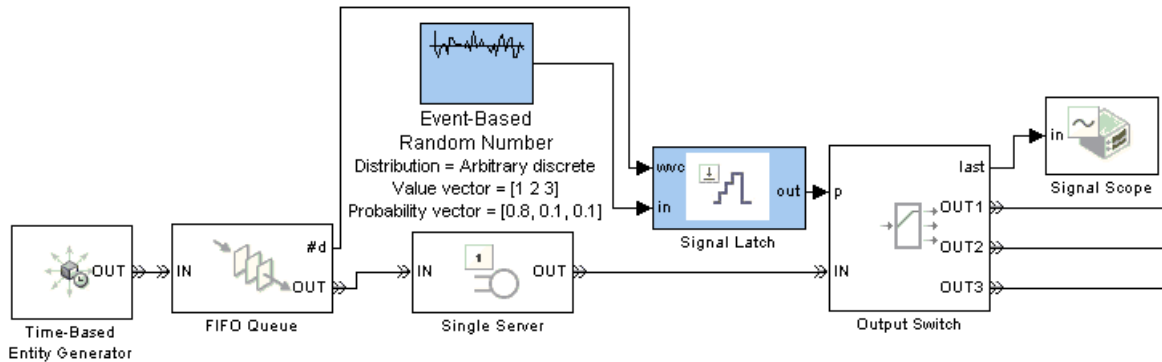 Event-Based
Random Number
Distribution = Arbitrary discrete
Value vector = [1 2 3]
Probability vector = [0.8, 0.1, 0.1]
OUT
Time-Based
Entity Generator
IN
#d
OUT
FIFO Queue
IN
1
OUT
Single Server
wvc
in
out
Signal Latch
p
IN
last
OUT1
OUT2
OUT3
Output Switch
in
Signal Scope